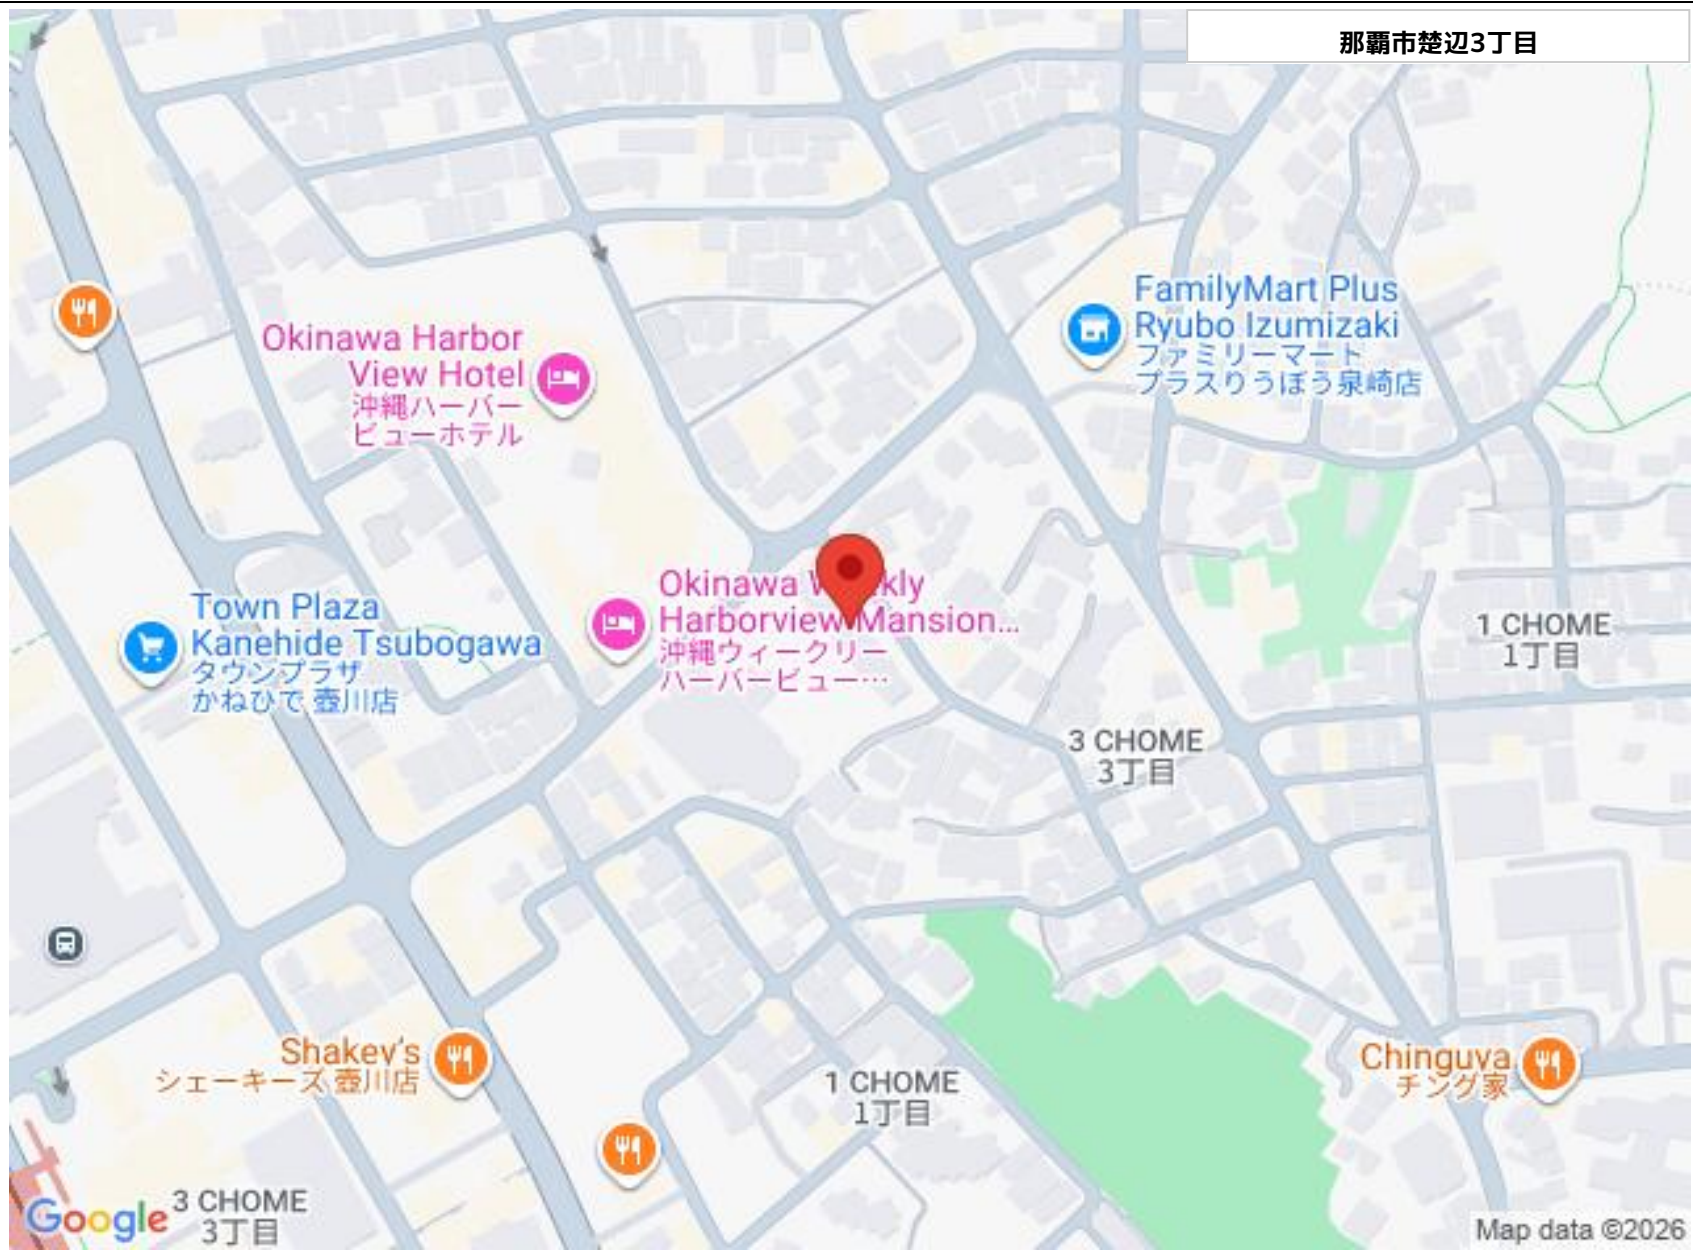 那覇市楚辺3丁目
FamilyMart Plus
Ryubo Izumizaki
ファミリーマート
プラスりうぼう泉崎店
Okinawa Harbor
View Hotel
沖縄ハーバー
ビューホテル
Okinawa W kly
Harborview Mansion...
沖縄ウィークリー
ハーバービュー…
Town Plaza
Kanehide Tsubogawa
タウンプラザ
かねひで 壺川店
1 CHOME
1丁目
3 CHOME
3丁目
Shakey's
シェーキーズ 壺川店
Chinguya
チング家
1 CHOME
1丁目
3 CHOME
3丁目
Google
Map data ©2026